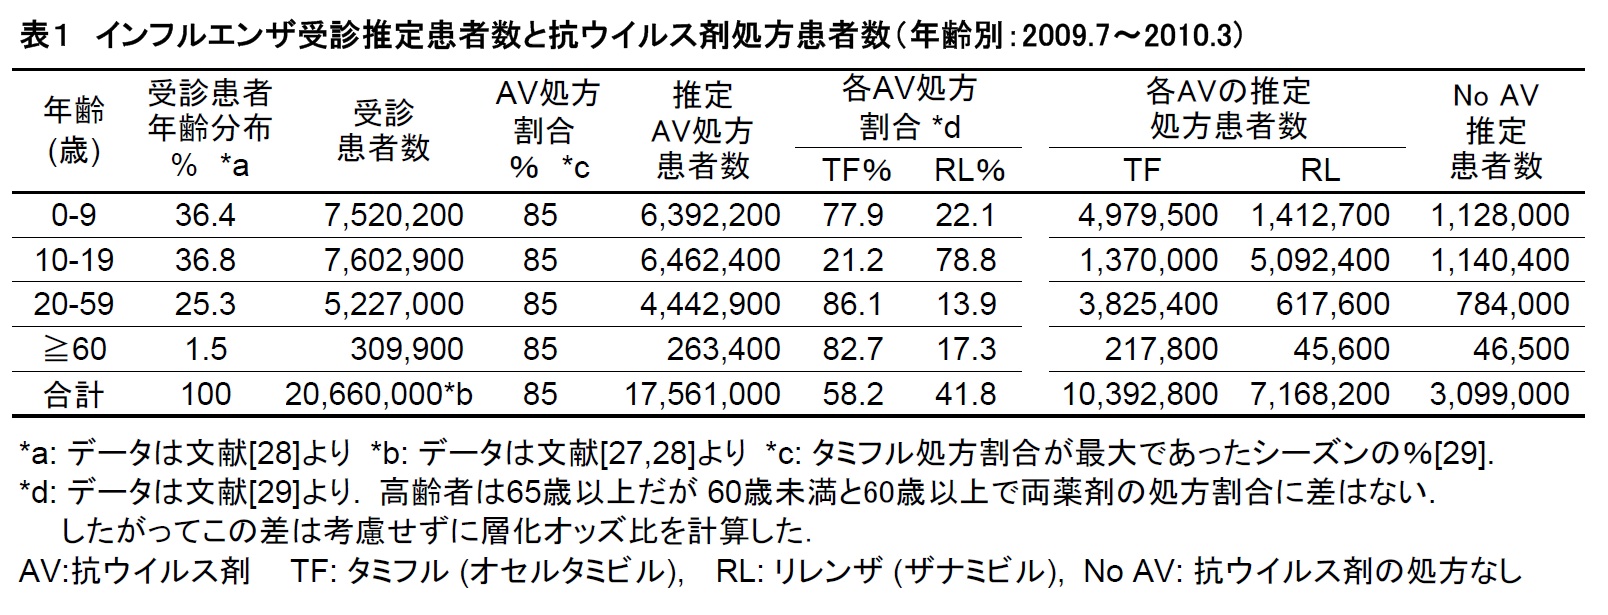 表１　インフルエンザ受診推定患者数と抗ウイルス剤処方患者数（年齢別：2009.7～2010.3）
年齢(歳) 受診患者年齢分布% *a 受診患者数 AV処方割合% *c 推定AV処方患者数 各AV処方割合 *d 各AVの推定処方患者数 No AV推定患者数
TF% RL% TF RL
0-9 36.4 7,520,200 85 6,392,200 77.9 22.1 4,979,500 1,412,700 1,128,000
10-19 36.8 7,602,900 85 6,462,400 21.2 78.8 1,370,000 5,092,400 1,140,400
20-59 25.3 5,227,000 85 4,442,900 86.1 13.9 3,825,400 617,600 784,000
≧60 1.5 309,900 85 263,400 82.7 17.3 217,800 45,600 46,500
合計 100 20,660,000*b 85 17,561,000 58.2 41.8 10,392,800 7,168,200 3,099,000
*a: データは文献[28]より *b: データは文献[27,28]より *c: タミフル処方割合が最大であったシーズンの%[29].
*d: データは文献[29]より. 高齢者は65歳以上だが 60歳未満と60歳以上で両薬剤の処方割合に差はない.
したがってこの差は考慮せずに層化オッズ比を計算した.
AV:抗ウイルス剤 TF: タミフル (オセルタミビル), RL: リレンザ (ザナミビル), No AV: 抗ウイルス剤の処方なし